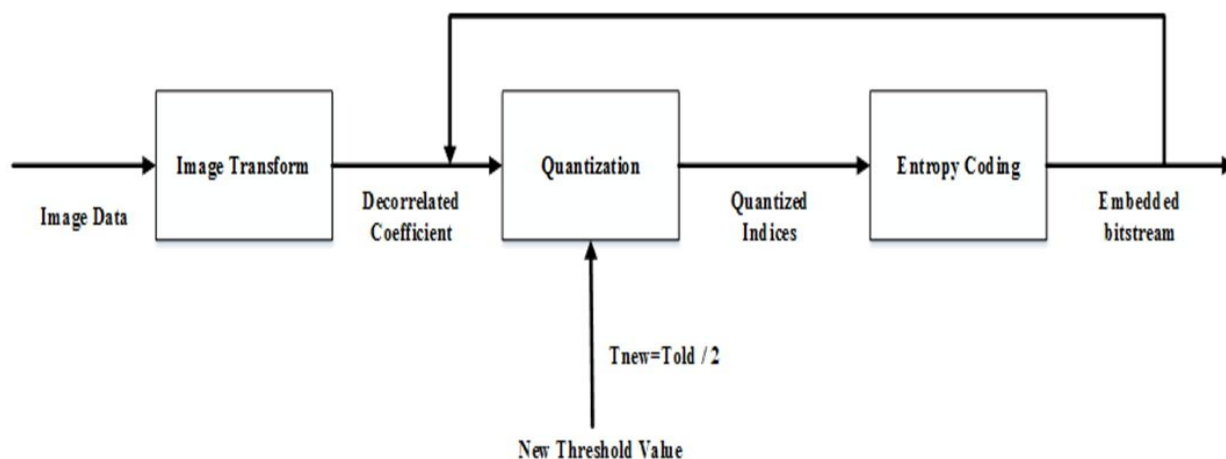 Image Transform
Quantization
Entropy Coding
Image Data
Decorrelated
Coefficient
Quantized
Indices
Embedded
bitstream
Tnew=Told / 2
New Threshold Value